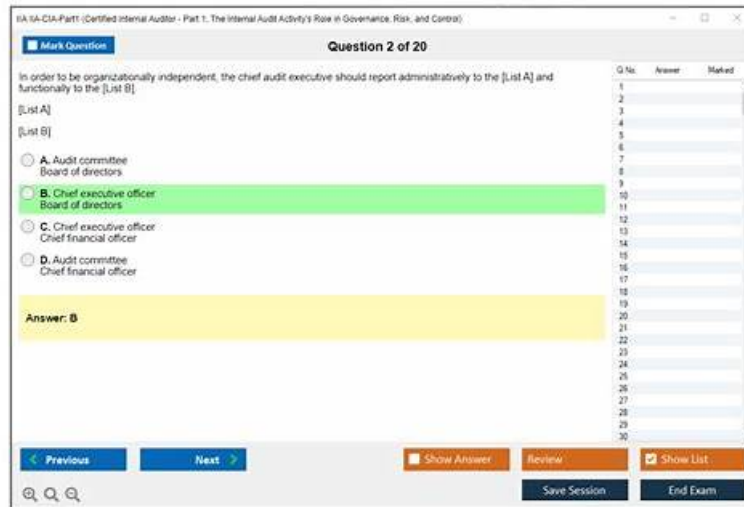 IIA IIA-CIA-Part1 (Certified Internal Auditor - Part 1, The Internal Audit Activity's Role in Governance, Risk, and Control)
Mark Question
Question 2 of 20
In order to be organizationally independent, the chief audit executive should report administratively to the [List A] and
functionally to the [List B].
[List A]
[List B]
A. Audit committee
Board of directors
B. Chief executive officer
Board of directors
C. Chief executive officer
Chief financial officer
D. Audit committee
Chief financial officer
Answer: B
Q No. Answer Marked
1
2
3
4
5
6
7
8
9
10
11
12
13
14
15
16
17
18
19
20
21
22
23
24
25
26
27
28
29
30
Previous
Next
Show Answer
Review
Show List
Save Session
End Exam